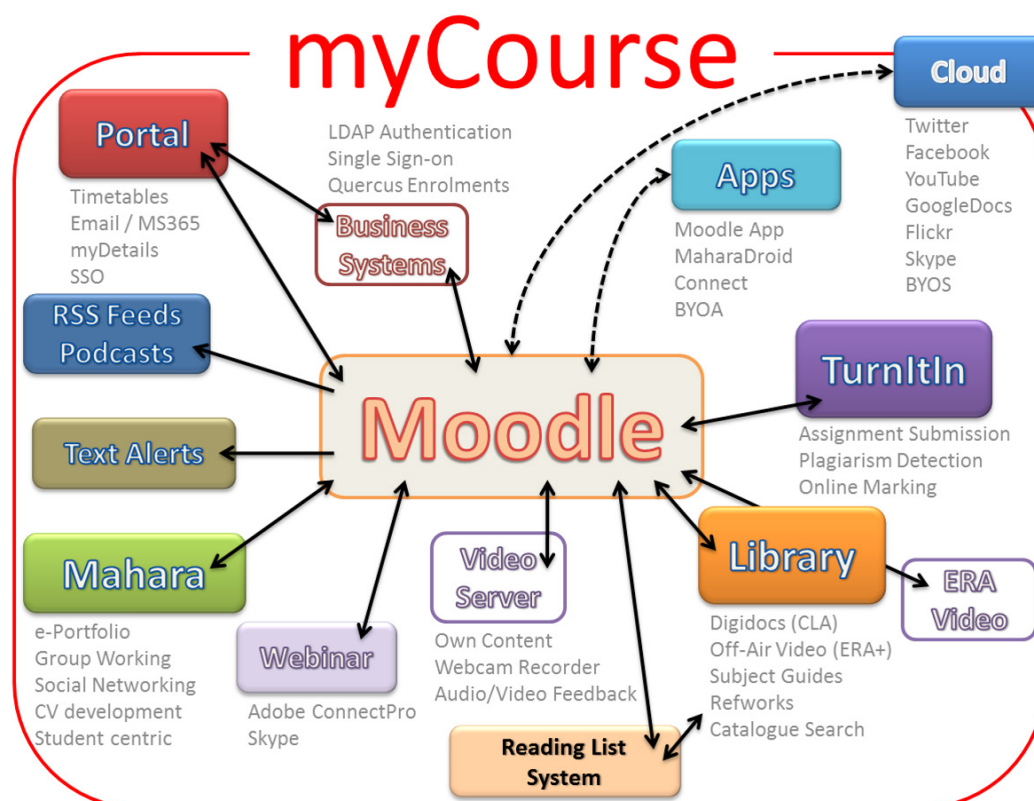 myCourse
Cloud
Twitter
Facebook
YouTube
GoogleDocs
Flickr
Skype
BYOS
Portal
Timetables
Email / MS365
myDetails
SSO
LDAP Authentication
Single Sign-on
Quercus Enrolments
Business
Systems
Apps
Moodle App
MaharaDroid
Connect
BYOA
RSS Feeds
Podcasts
Moodle
TurnItIn
Assignment Submission
Plagiarism Detection
Online Marking
Text Alerts
Mahara
e-Portfolio
Group Working
Social Networking
CV development
Student centric
Webinar
Adobe ConnectPro
Skype
Video
Server
Own Content
Webcam Recorder
Audio/Video Feedback
Library
Digidocs (CLA)
Off-Air Video (ERA+)
Subject Guides
Refworks
Catalogue Search
ERA
Video
Reading List
System